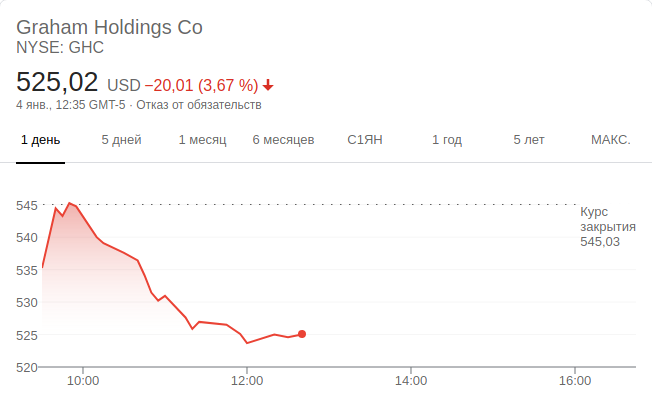 Graham Holdings Co
NYSE: GHC
525,02 USD −20,01 (3,67 %)
4 янв., 12:35 GMT-5 · Отказ от обязательств
1 день 5 дней 1 месяц 6 месяцев С1ЯН 1 год 5 лет МАКС.
545
Курс
закрытия
545,03
540
535
530
525
520
10:00 12:00 14:00 16:00